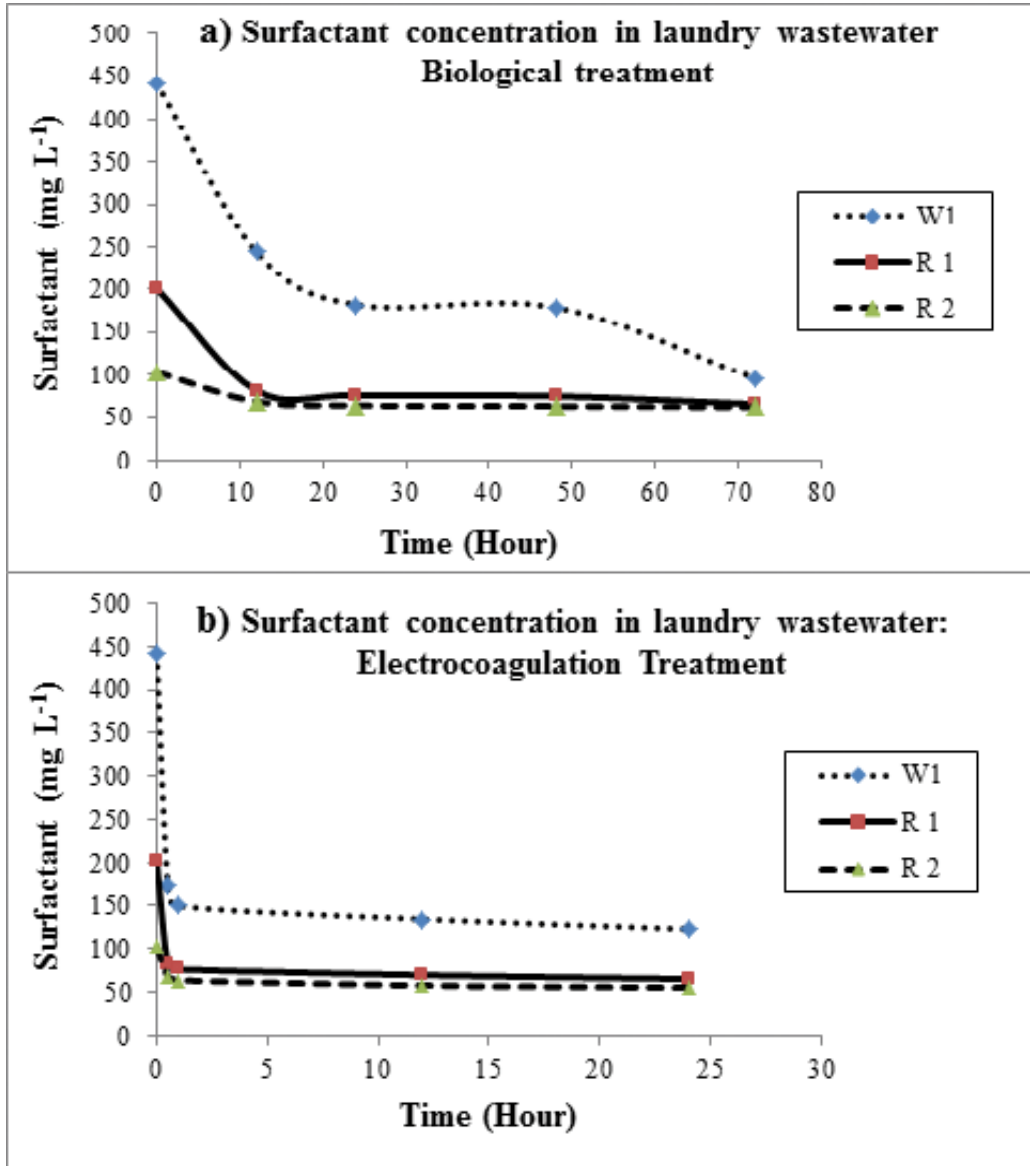 a) Surfactant concentration in laundry wastewater
Biological treatment
500
450
400
350
300
250
200
150
100
50
0
Surfactant (mg L-1)
0 10 20 30 40 50 60 70 80
Time (Hour)
W1
R 1
R 2
b) Surfactant concentration in laundry wastewater:
Electrocoagulation Treatment
500
450
400
350
300
250
200
150
100
50
0
Surfactant (mg L-1)
0 5 10 15 20 25 30
Time (Hour)
W1
R 1
R 2